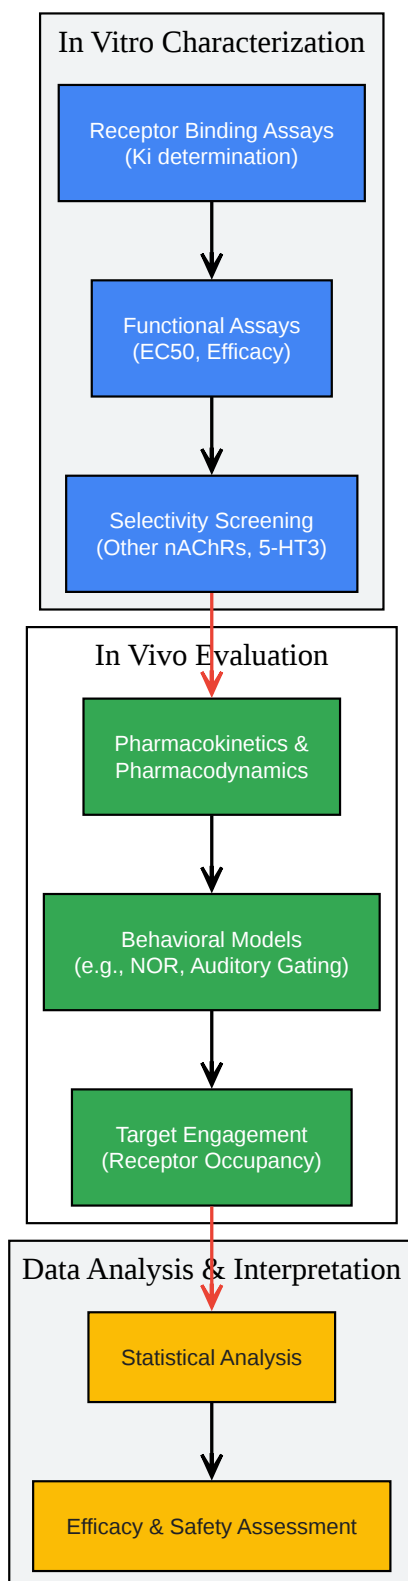 In Vitro Characterization
Receptor Binding Assays
(Ki determination)
Functional Assays
(EC50, Efficacy)
Selectivity Screening
(Other nAChRs, 5-HT3)
In Vivo Evaluation
Pharmacokinetics &
Pharmacodynamics
Behavioral Models
(e.g., NOR, Auditory Gating)
Target Engagement
(Receptor Occupancy)
Data Analysis & Interpretation
Statistical Analysis
Efficacy & Safety Assessment